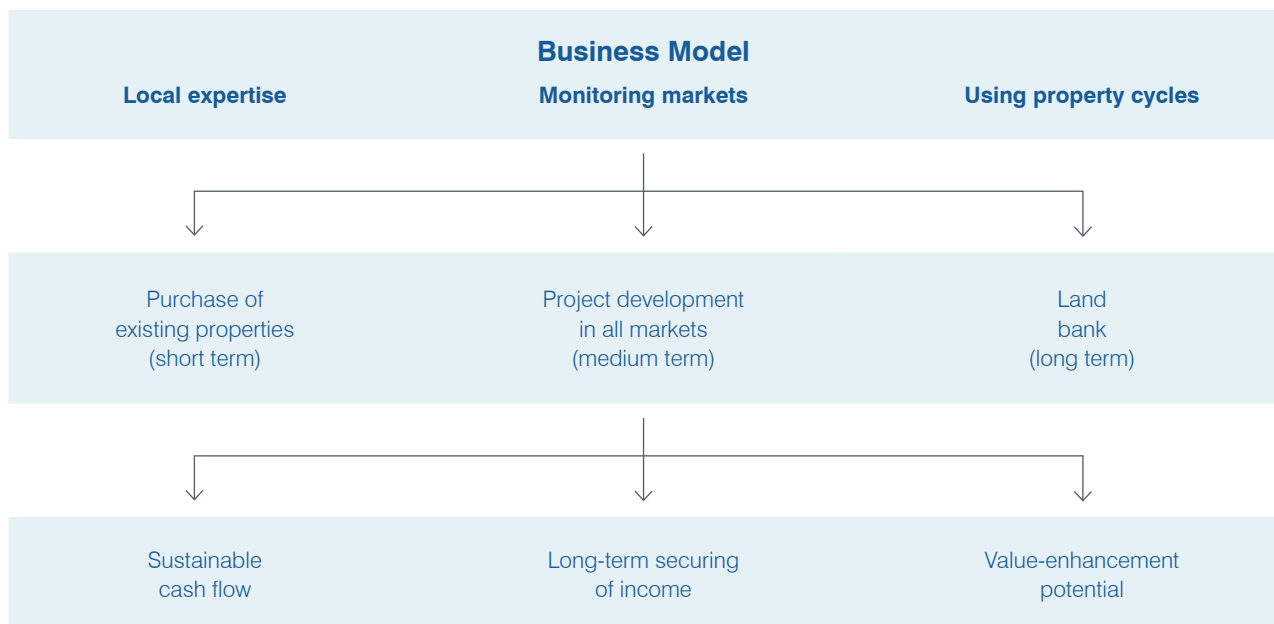 Business Model
Local expertise
Monitoring markets
Using property cycles
Purchase of
existing properties
(short term)
Project development
in all markets
(medium term)
Land
bank
(long term)
Sustainable
cash flow
Long-term securing
of income
Value-enhancement
potential